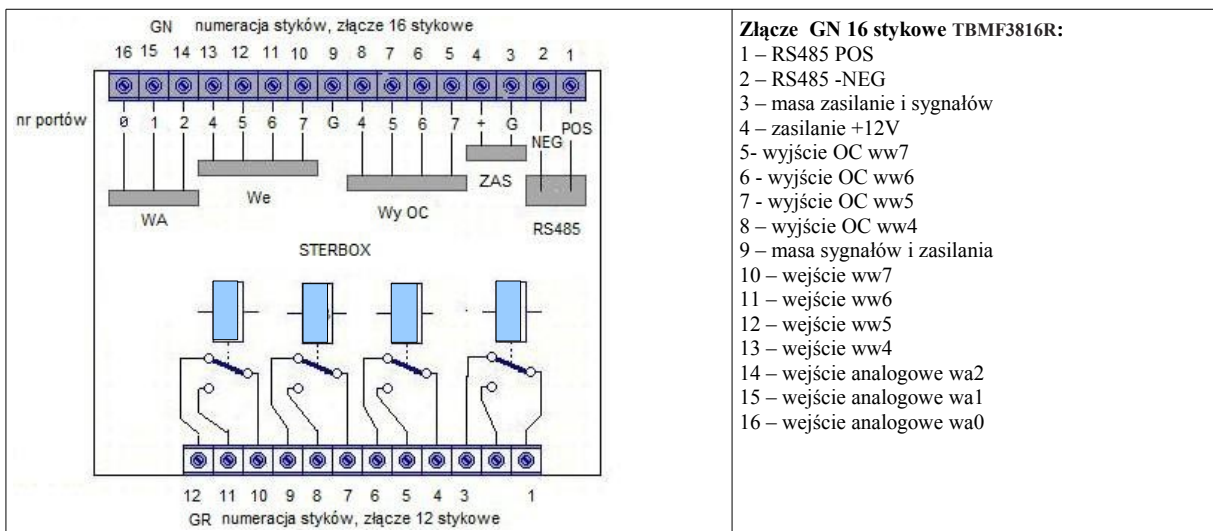 GN numeracja styków, złącze 16 stykowe
16 15 14 13 12 11 10 9 8 7 6 5 4 3 2 1
nr portów
0 1 2 4 5 6 7 G 4 5 6 7 + G NEG POS
WA
We
Wy OC
ZAS
RS485
STERBOX
12 11 10 9 8 7 6 5 4 3 1
GR numeracja styków, złącze 12 stykowe
Złącze GN 16 stykowe TBMF3816R:
1 – RS485 POS
2 – RS485 -NEG
3 – masa zasilanie i sygnałów
4 – zasilanie +12V
5- wyjście OC ww7
6 - wyjście OC ww6
7 - wyjście OC ww5
8 – wyjście OC ww4
9 – masa sygnałów i zasilania
10 – wejście ww7
11 – wejście ww6
12 – wejście ww5
13 – wejście ww4
14 – wejście analogowe wa2
15 – wejście analogowe wa1
16 – wejście analogowe wa0